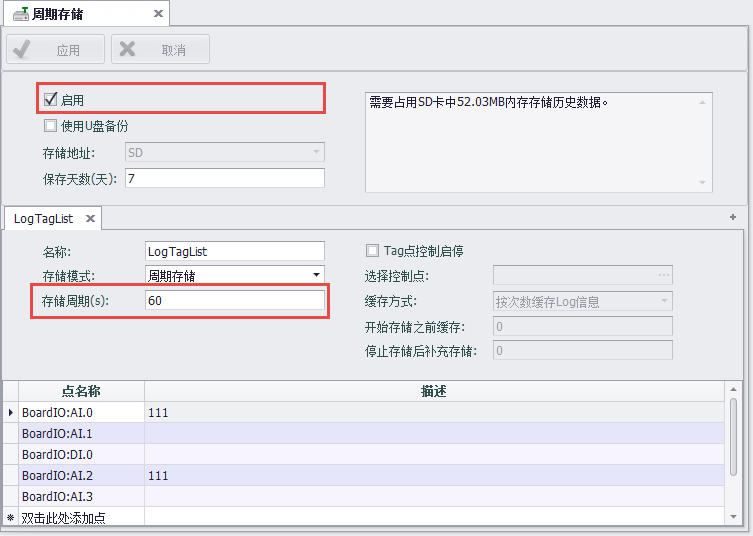 周期存储
应用 取消
启用
需要占用SD卡中52.03MB内存存储历史数据。
使用U盘备份
存储地址: SD
保存天数(天): 7
LogTagList
名称: LogTagList
Tag点控制启停
存储模式: 周期存储
选择控制点: ...
存储周期(s): 60
缓存方式: 按次数缓存Log信息
开始存储之前缓存: 0
停止存储后补充存储: 0
点名称 描述
BoardIO:AI.0 111
BoardIO:AI.1
BoardIO:DI.0
BoardIO:AI.2 111
BoardIO:AI.3
双击此处添加点